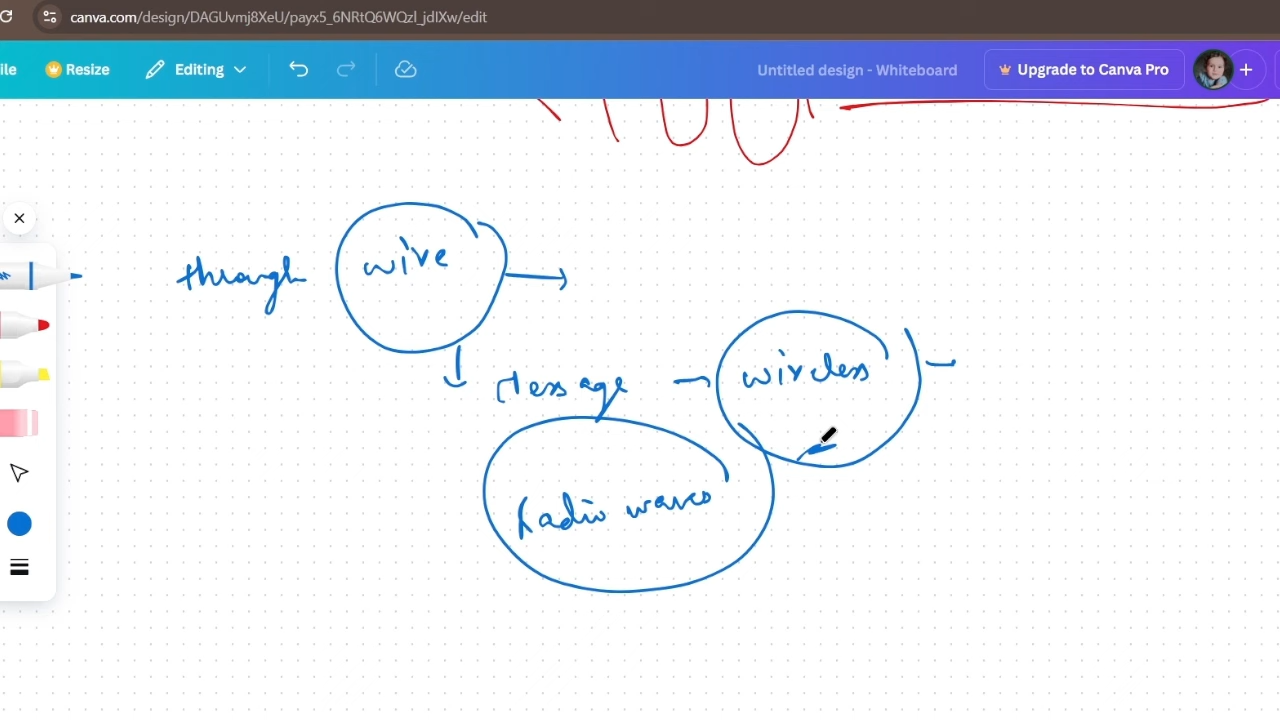 canva.com/design/DAGUvmj8XeU/payx5_6NRtQ6WQzl_jdIXw/edit
ile Resize Editing Untitled design - Whiteboard Upgrade to Canva Pro
through wire
Message wireless
Radio waves